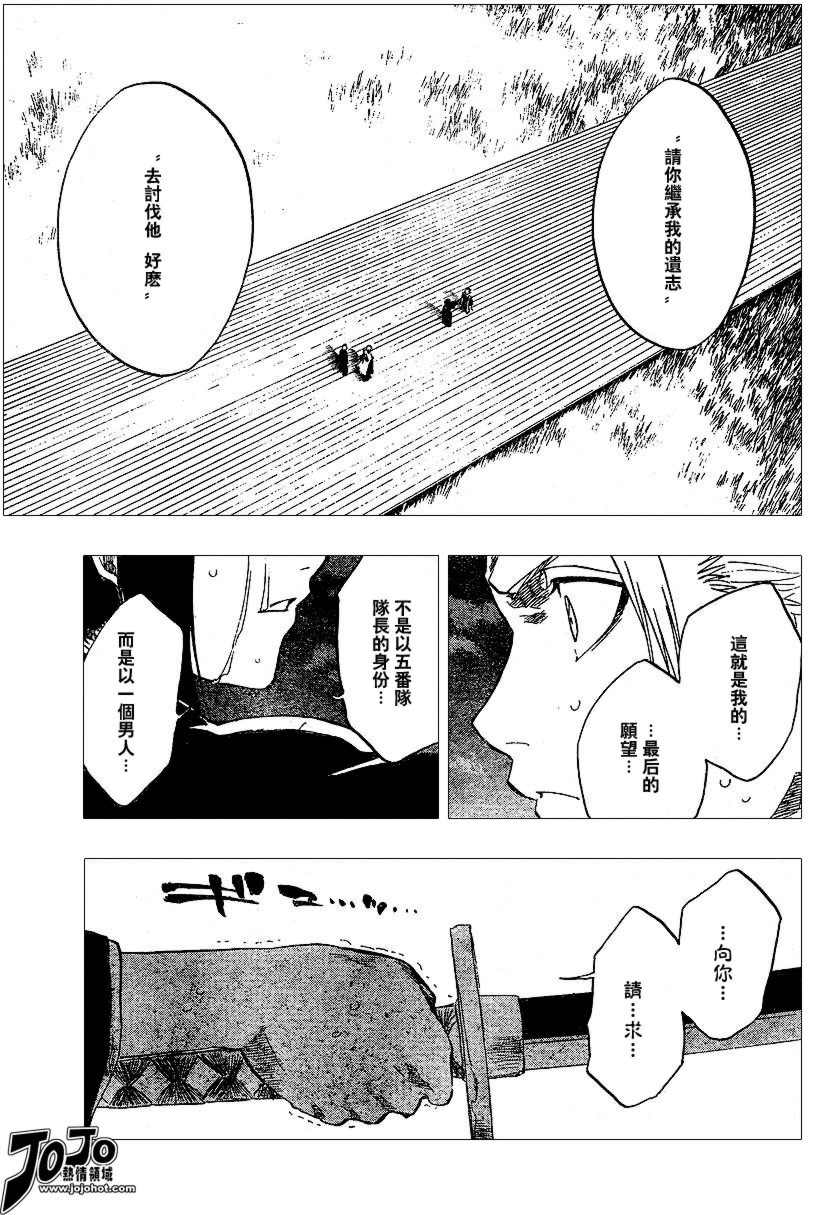 〝請你繼承我的遺志〞
〝去討伐他 好麽〞
這就是我的…
…最后的
願望…
不是以五番隊
隊長的身份…
而是以一個男人…
ギュ……
…向你…
請…求…
JOJO
熱情領域
www.jojohot.com